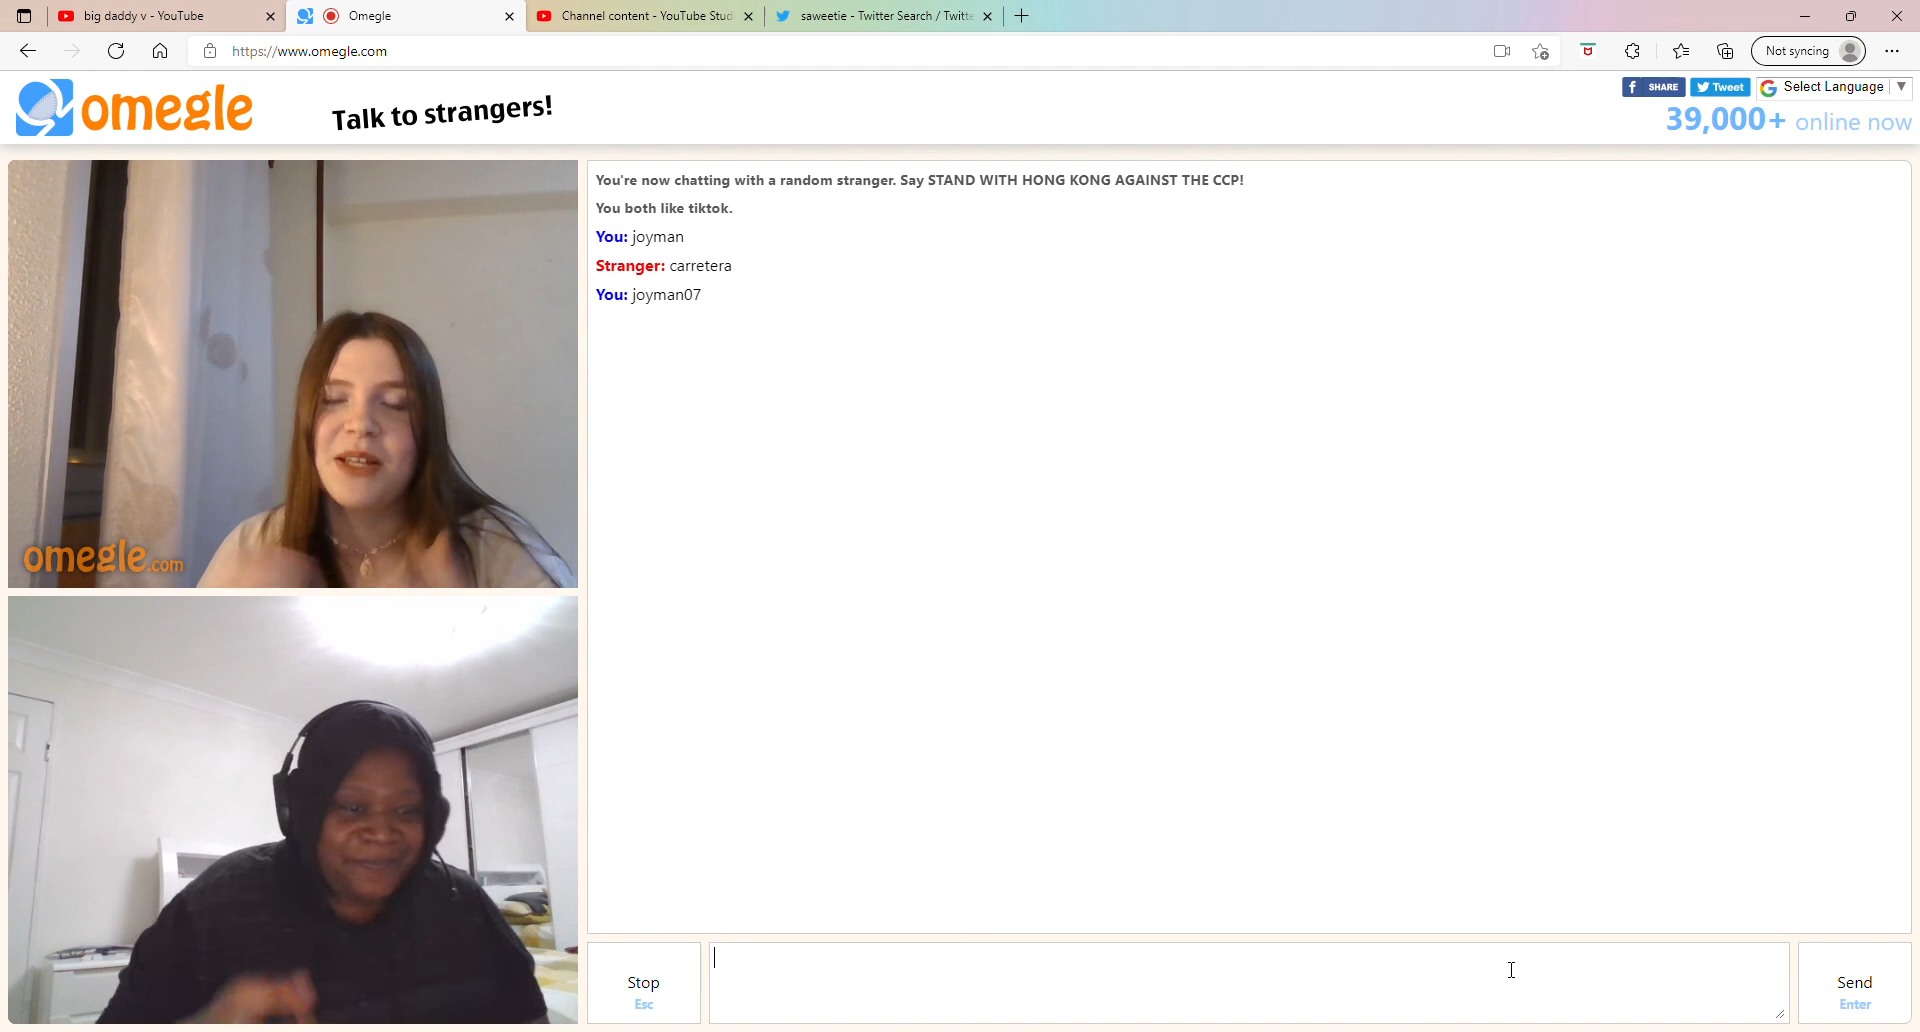 big daddy v - YouTube
Omegle
Channel content - YouTube Stud
saweetie - Twitter Search / Twitte
https://www.omegle.com
Not syncing
omegle
Talk to strangers!
SHARE
Tweet
Select Language
39,000+ online now
You're now chatting with a random stranger. Say STAND WITH HONG KONG AGAINST THE CCP!
You both like tiktok.
You: joyman
Stranger: carretera
You: joyman07
omegle.com
Stop
Esc
Send
Enter